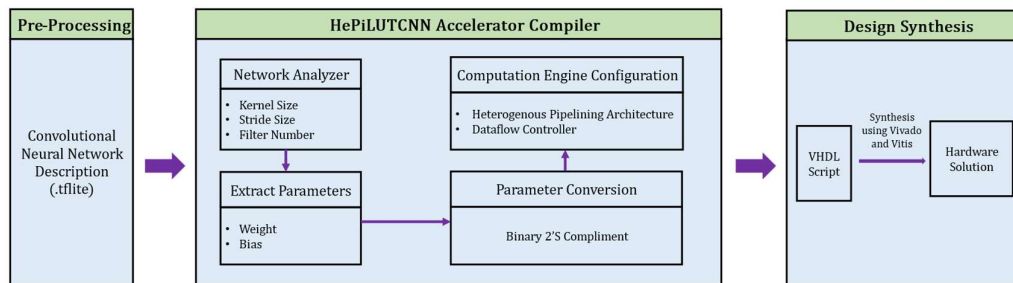 Pre-Processing
Convolutional
Neural Network
Description
(.tflite)
HePiLUTCNN Accelerator Compiler
Network Analyzer
• Kernel Size
• Stride Size
• Filter Number
Extract Parameters
• Weight
• Bias
Computation Engine Configuration
• Heterogenous Pipelining Architecture
• Dataflow Controller
Parameter Conversion
Binary 2'S Compliment
Design Synthesis
VHDL
Script
Synthesis
using Vivado
and Vitis
Hardware
Solution